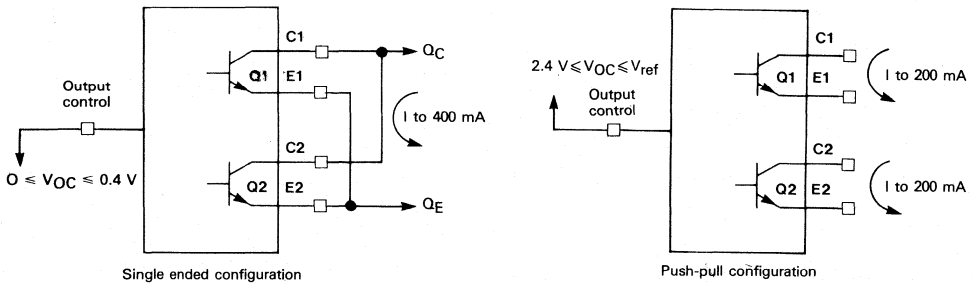 C1
QC
Q1 E1
Output
control
I to 400 mA
C2
O ≤ VOC ≤ 0.4 V
Q2 E2
QE
Single ended configuration
C1
2.4 V ≤ VOC ≤ Vref
Q1 E1
I to 200 mA
Output
control
C2
Q2 E2
I to 200 mA
Push-pull configuration